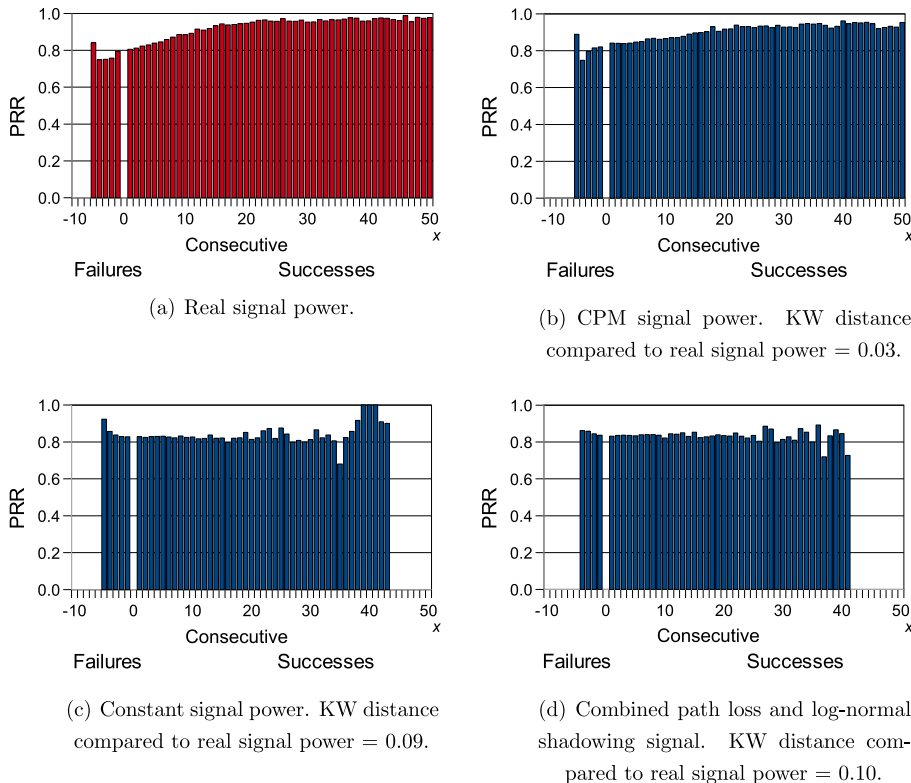 1.0
0.8
0.6
0.4
0.2
0.0
PRR
-10 0 10 20 30 40 50
x
Consecutive
Failures Successes
(a) Real signal power.
1.0
0.8
0.6
0.4
0.2
0.0
PRR
-10 0 10 20 30 40 50
x
Consecutive
Failures Successes
(b) CPM signal power. KW distance
compared to real signal power = 0.03.
1.0
0.8
0.6
0.4
0.2
0.0
PRR
-10 0 10 20 30 40 50
x
Consecutive
Failures Successes
(c) Constant signal power. KW distance
compared to real signal power = 0.09.
1.0
0.8
0.6
0.4
0.2
0.0
PRR
-10 0 10 20 30 40 50
x
Consecutive
Failures Successes
(d) Combined path loss and log-normal
shadowing signal. KW distance com-
pared to real signal power = 0.10.